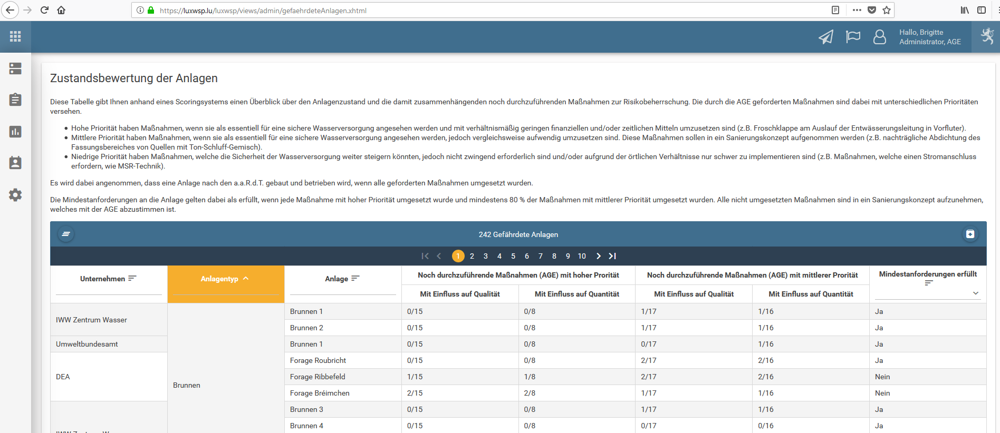 https://luxwsp.lu/luxwsp/views/admin/gefaehrdeteAnlagen.xhtml
Hallo, Brigitte
Administrator, AGE
Zustandsbewertung der Anlagen
Diese Tabelle gibt Ihnen anhand eines Scoringsystems einen Überblick über den Anlagenzustand und die damit zusammenhängenden noch durchzuführenden Maßnahmen zur Risikobeherrschung. Die durch die AGE geforderten Maßnahmen sind dabei mit unterschiedlichen Prioritäten
versehen.
• Hohe Priorität haben Maßnahmen, wenn sie als essentiell für eine sichere Wasserversorgung angesehen werden und mit verhältnismäßig geringen finanziellen und/oder zeitlichen Mitteln umzusetzen sind (z.B. Froschklappe am Auslauf der Entwässerungsleitung in Vorfluter).
• Mittlere Priorität haben Maßnahmen, wenn sie als essentiell für eine sichere Wasserversorgung angesehen werden, jedoch vergleichsweise aufwendig umzusetzen sind. Diese Maßnahmen sollen in ein Sanierungskonzept aufgenommen werden (z.B. nachträgliche Abdichtung des
Fassungsbereiches von Quellen mit Ton-Schluff-Gemisch).
• Niedrige Priorität haben Maßnahmen, welche die Sicherheit der Wasserversorgung weiter steigern könnten, jedoch nicht zwingend erforderlich sind und/oder aufgrund der örtlichen Verhältnisse nur schwer zu implementieren sind (z.B. Maßnahmen, welche einen Stromanschluss
erfordern, wie MSR-Technik).
Es wird dabei angenommen, dass eine Anlage nach den a.a.R.d.T. gebaut und betrieben wird, wenn alle geforderten Maßnahmen umgesetzt wurden.
Die Mindestanforderungen an die Anlage gelten dabei als erfüllt, wenn jede Maßnahme mit hoher Priorität umgesetzt wurde und mindestens 80 % der Maßnahmen mit mittlerer Priorität umgesetzt wurden. Alle nicht umgesetzten Maßnahmen sind in ein Sanierungskonzept aufzunehmen,
welches mit der AGE abzustimmen ist.
242 Gefährdete Anlagen
1 2 3 4 5 6 7 8 9 10
Unternehmen Anlagentyp Anlage Noch durchzuführende Maßnahmen (AGE) mit hoher Prorität Noch durchzuführende Maßnahmen (AGE) mit mittlerer Prorität Mindestanforderungen erfüllt
Mit Einfluss auf Qualität Mit Einfluss auf Quantität Mit Einfluss auf Qualität Mit Einfluss auf Quantität
IWW Zentrum Wasser
Brunnen 1 0/15 0/8 1/17 1/16 Ja
Brunnen 2 0/15 0/8 1/17 1/16 Ja
Umweltbundesamt Brunnen 1 0/15 0/8 0/17 1/16 Ja
Forage Roubricht 0/15 0/8 2/17 2/16 Ja
DEA Forage Ribbefeld 1/15 1/8 2/17 2/16 Nein
Brunnen
Forage Bréimchen 2/15 2/8 1/17 1/16 Nein
Brunnen 3 0/15 0/8 1/17 1/16 Ja
Brunnen 4 0/15 0/8 0/17 0/16 Ja